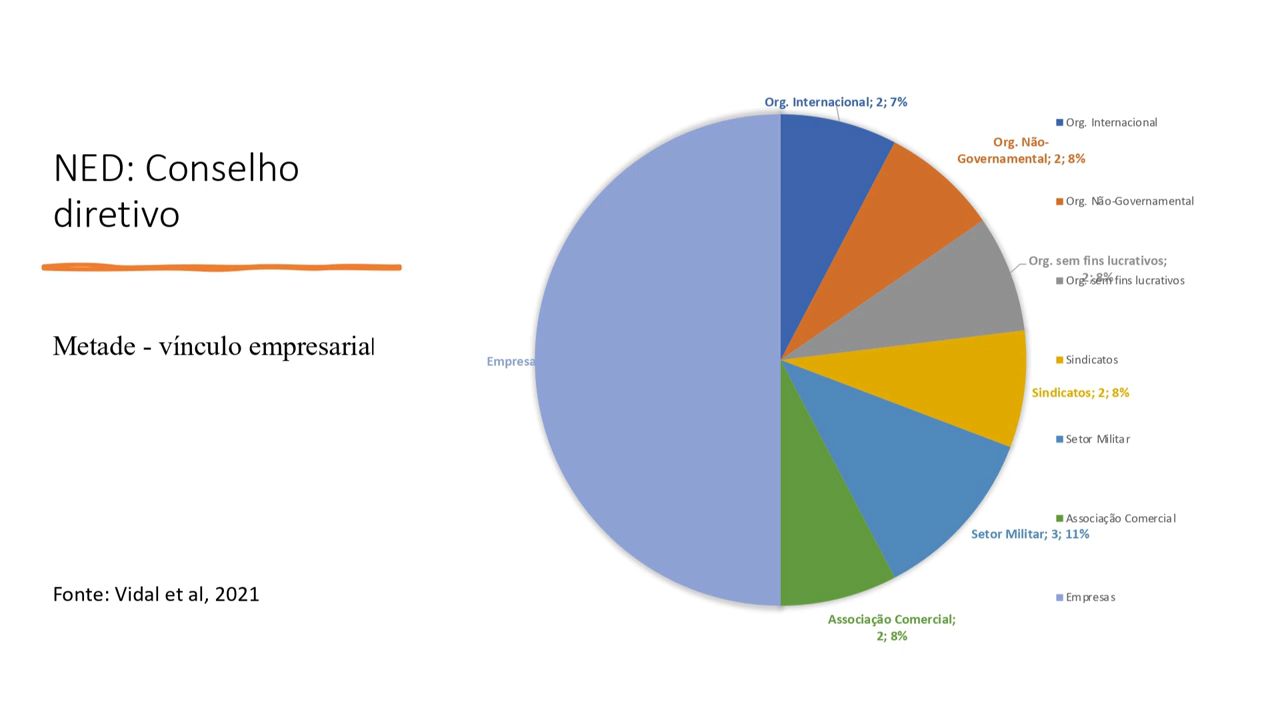 NED: Conselho
diretivo
Metade - vínculo empresarial
Fonte: Vidal et al, 2021
Org. Internacional; 2; 7%
Org. Não-
Governamental; 2; 8%
Org. sem fins lucrativos;
2; 8%
Sindicatos; 2; 8%
Setor Militar; 3; 11%
Associação Comercial;
2; 8%
Empresa
Org. Internacional
Org. Não-Governamental
Org. sem fins lucrativos
Sindicatos
Setor Militar
Associação Comercial
Empresas